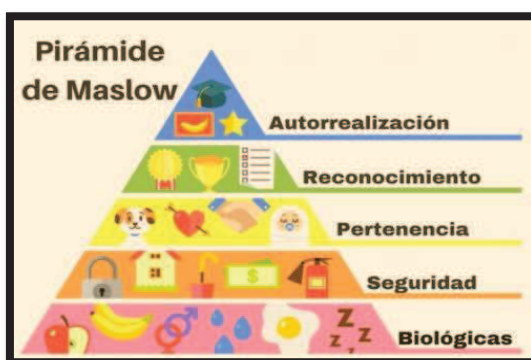 Pirámide
de Maslow
Autorrealización
Reconocimiento
Pertenencia
$
Seguridad
Z
Z
Z
Z
Biológicas